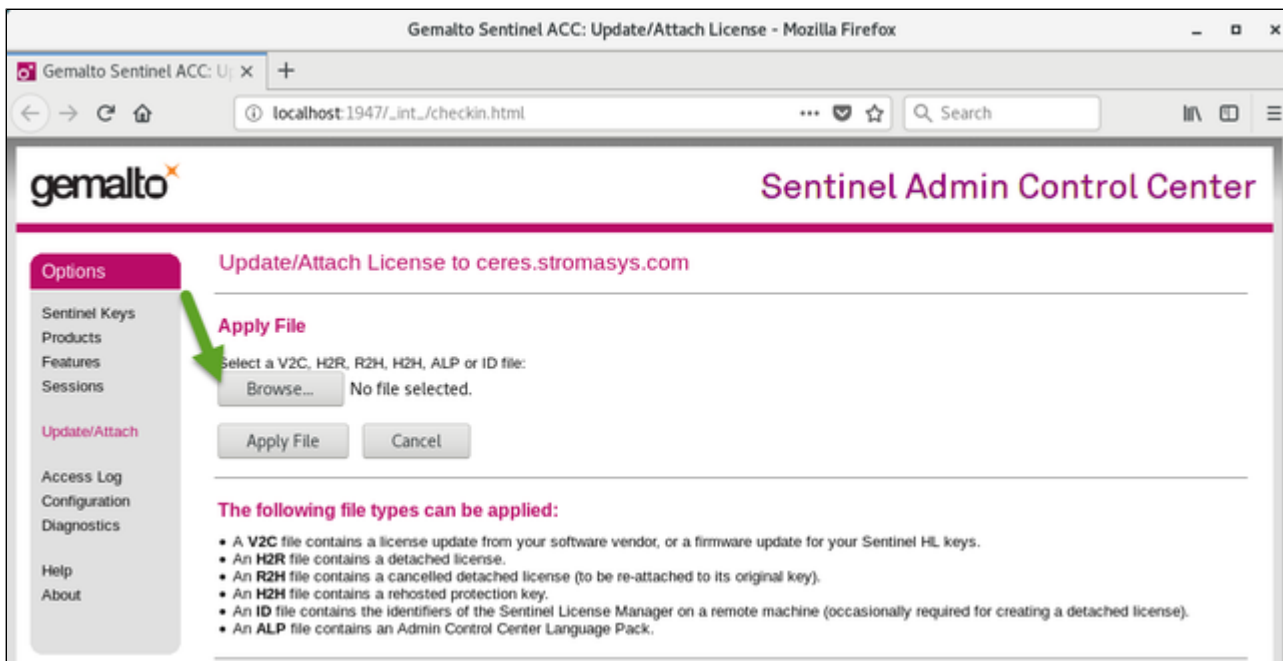 Gemalto Sentinel ACC: Update/Attach License - Mozilla Firefox
Gemalto Sentinel ACC: U
localhost:1947/_int_/checkin.html
Search
gemalto
Sentinel Admin Control Center
Options
Sentinel Keys
Products
Features
Sessions
Update/Attach
Access Log
Configuration
Diagnostics
Help
About
Update/Attach License to ceres.stromasys.com
Apply File
Select a V2C, H2R, R2H, H2H, ALP or ID file:
Browse... No file selected.
Apply File Cancel
The following file types can be applied:
• A V2C file contains a license update from your software vendor, or a firmware update for your Sentinel HL keys.
• An H2R file contains a detached license.
• An R2H file contains a cancelled detached license (to be re-attached to its original key).
• An H2H file contains a rehosted protection key.
• An ID file contains the identifiers of the Sentinel License Manager on a remote machine (occasionally required for creating a detached license).
• An ALP file contains an Admin Control Center Language Pack.